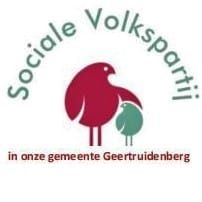 Sociale Volkspartij
in onze gemeente Geertruidenberg